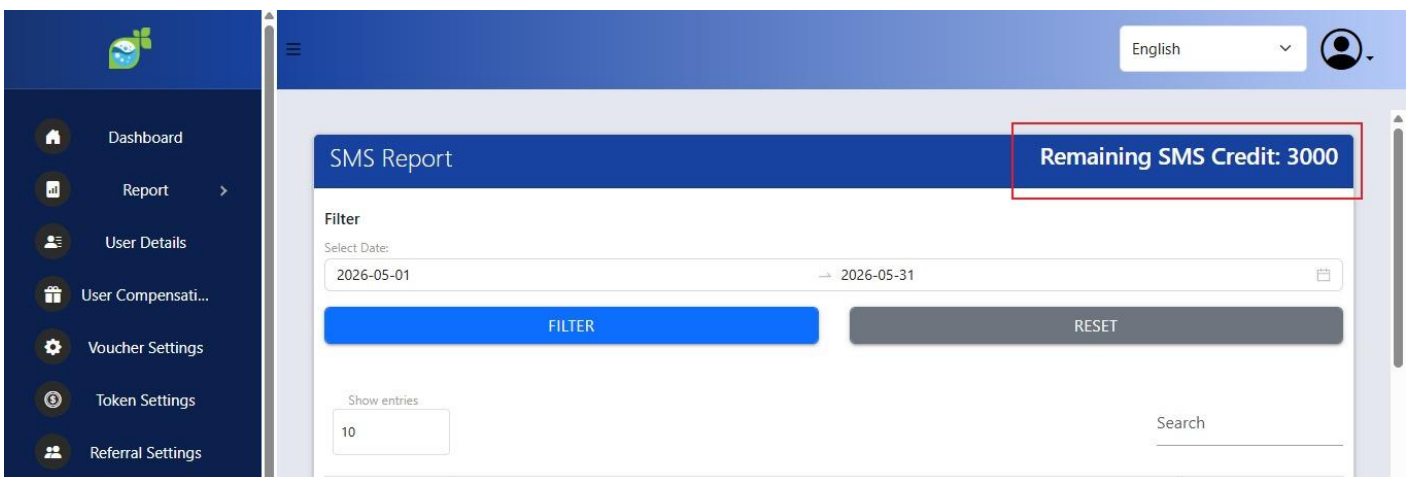 English
Dashboard
Report
User Details
User Compensati...
Voucher Settings
Token Settings
Referral Settings
SMS Report
Remaining SMS Credit: 3000
Filter
Select Date:
2026-05-01 → 2026-05-31
FILTER
RESET
Show entries
10
Search